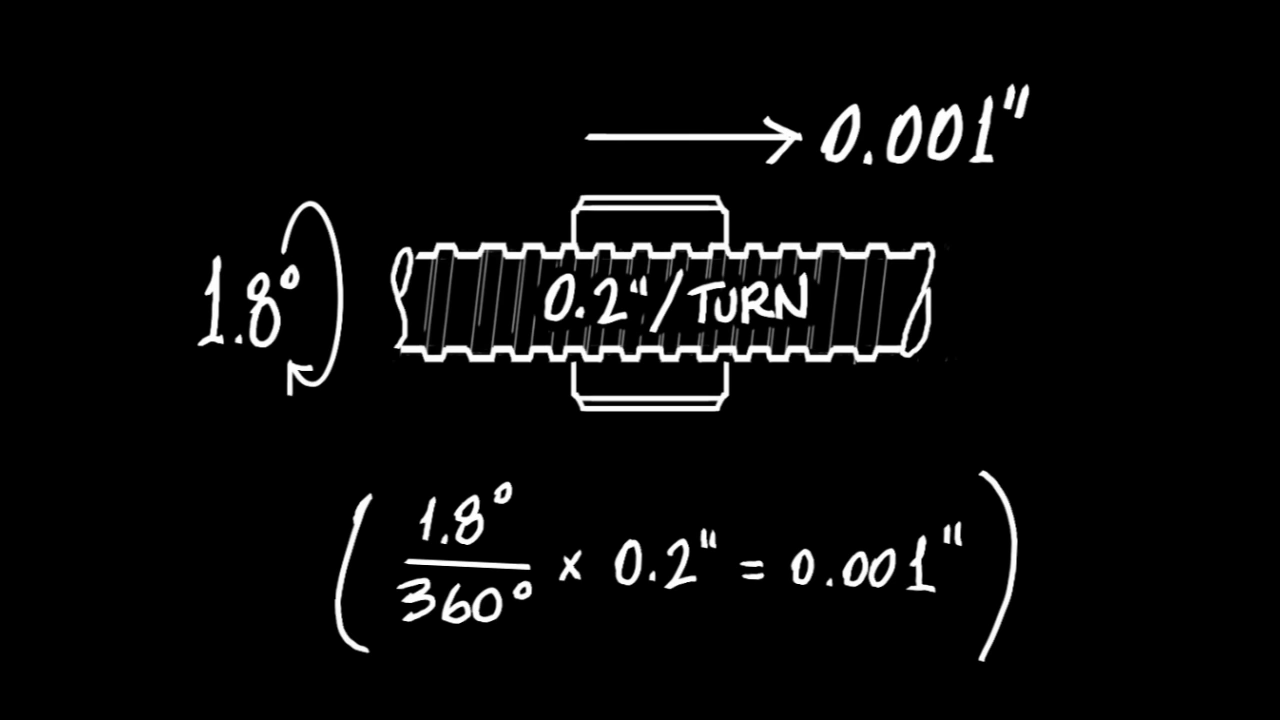 0.001"
1.8°
0.2"/TURN
( 1.8°
360° × 0.2" = 0.001" )